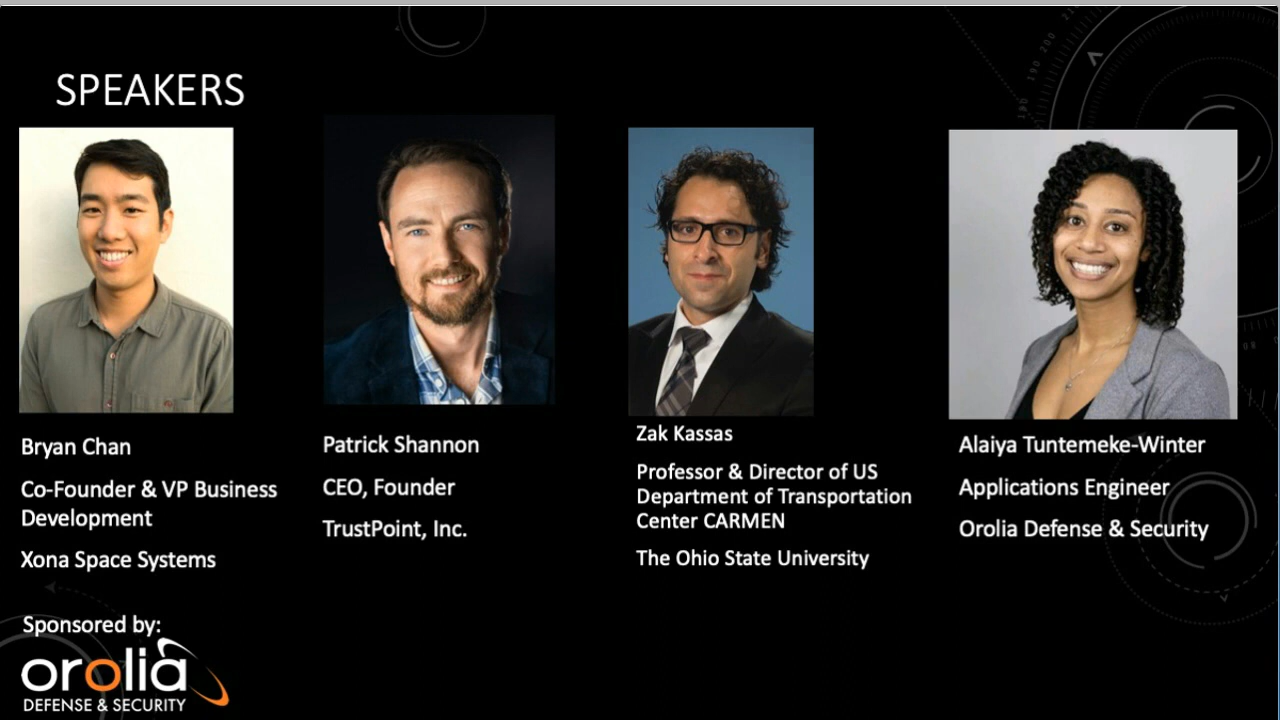 SPEAKERS
Bryan Chan
Co-Founder & VP Business
Development
Xona Space Systems
Patrick Shannon
CEO, Founder
TrustPoint, Inc.
Zak Kassas
Professor & Director of US
Department of Transportation
Center CARMEN
The Ohio State University
Alaiya Tuntemeke-Winter
Applications Engineer
Orolia Defense & Security
Sponsored by:
orolia
DEFENSE & SECURITY